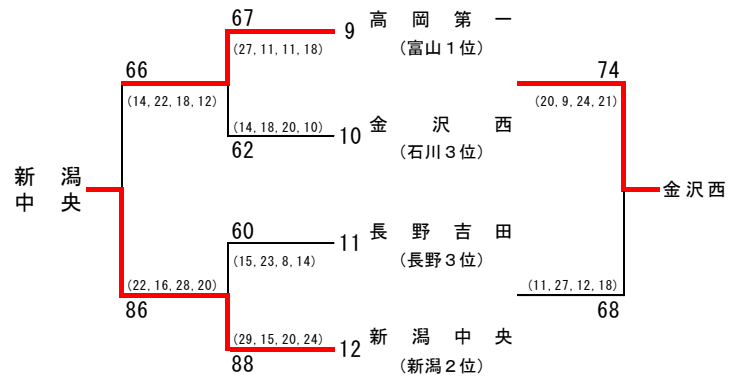 67
9 高岡第一
(27, 11, 11, 18)
(富山1位)
66
(14, 22, 18, 12)
(14, 18, 20, 10)
62
10 金沢西
(石川3位)
新潟
中央
60
11 長野吉田
(15, 23, 8, 14)
(長野3位)
(22, 16, 28, 20)
86
(29, 15, 20, 24)
88
12 新潟中央
(新潟2位)
74
(20, 9, 24, 21)
金沢西
(11, 27, 12, 18)
68